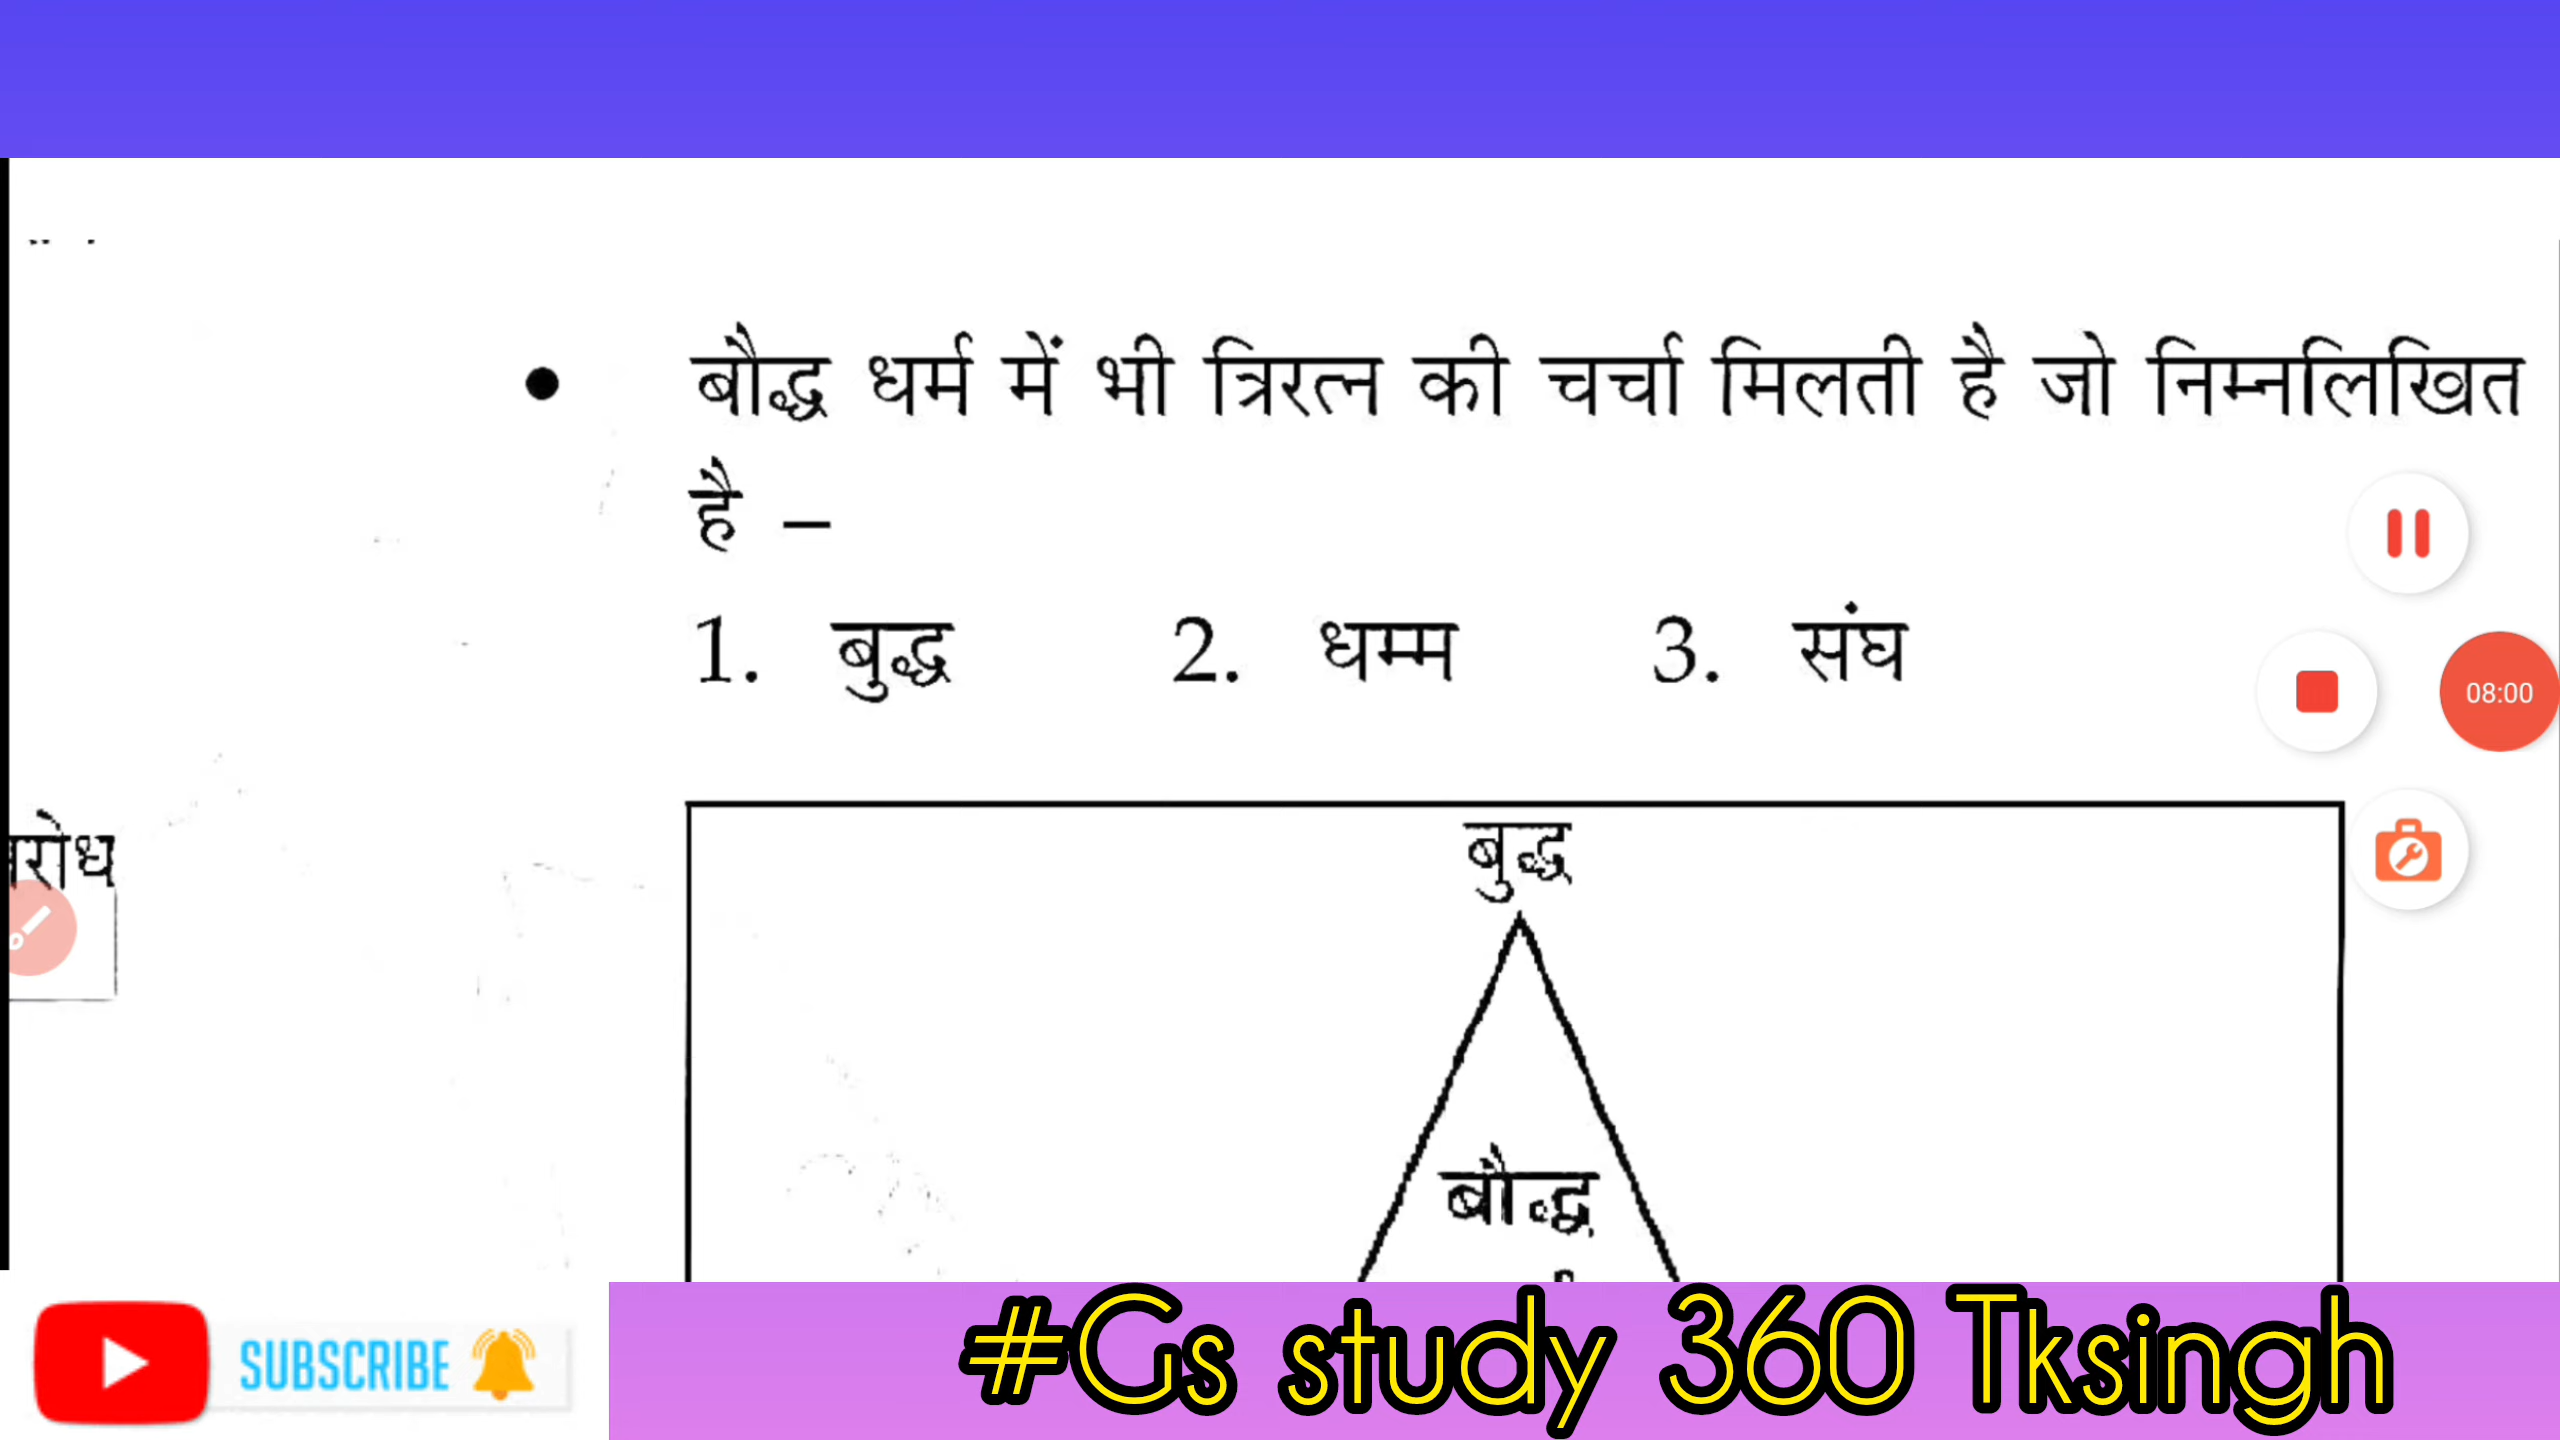 • बौद्ध धर्म में भी त्रिरत्न की चर्चा मिलती है जो निम्नलिखित
है –
1. बुद्ध 2. धम्म 3. संघ
08:00
बुद्ध
बौद्ध
SUBSCRIBE
#Gs study 360 Tksingh